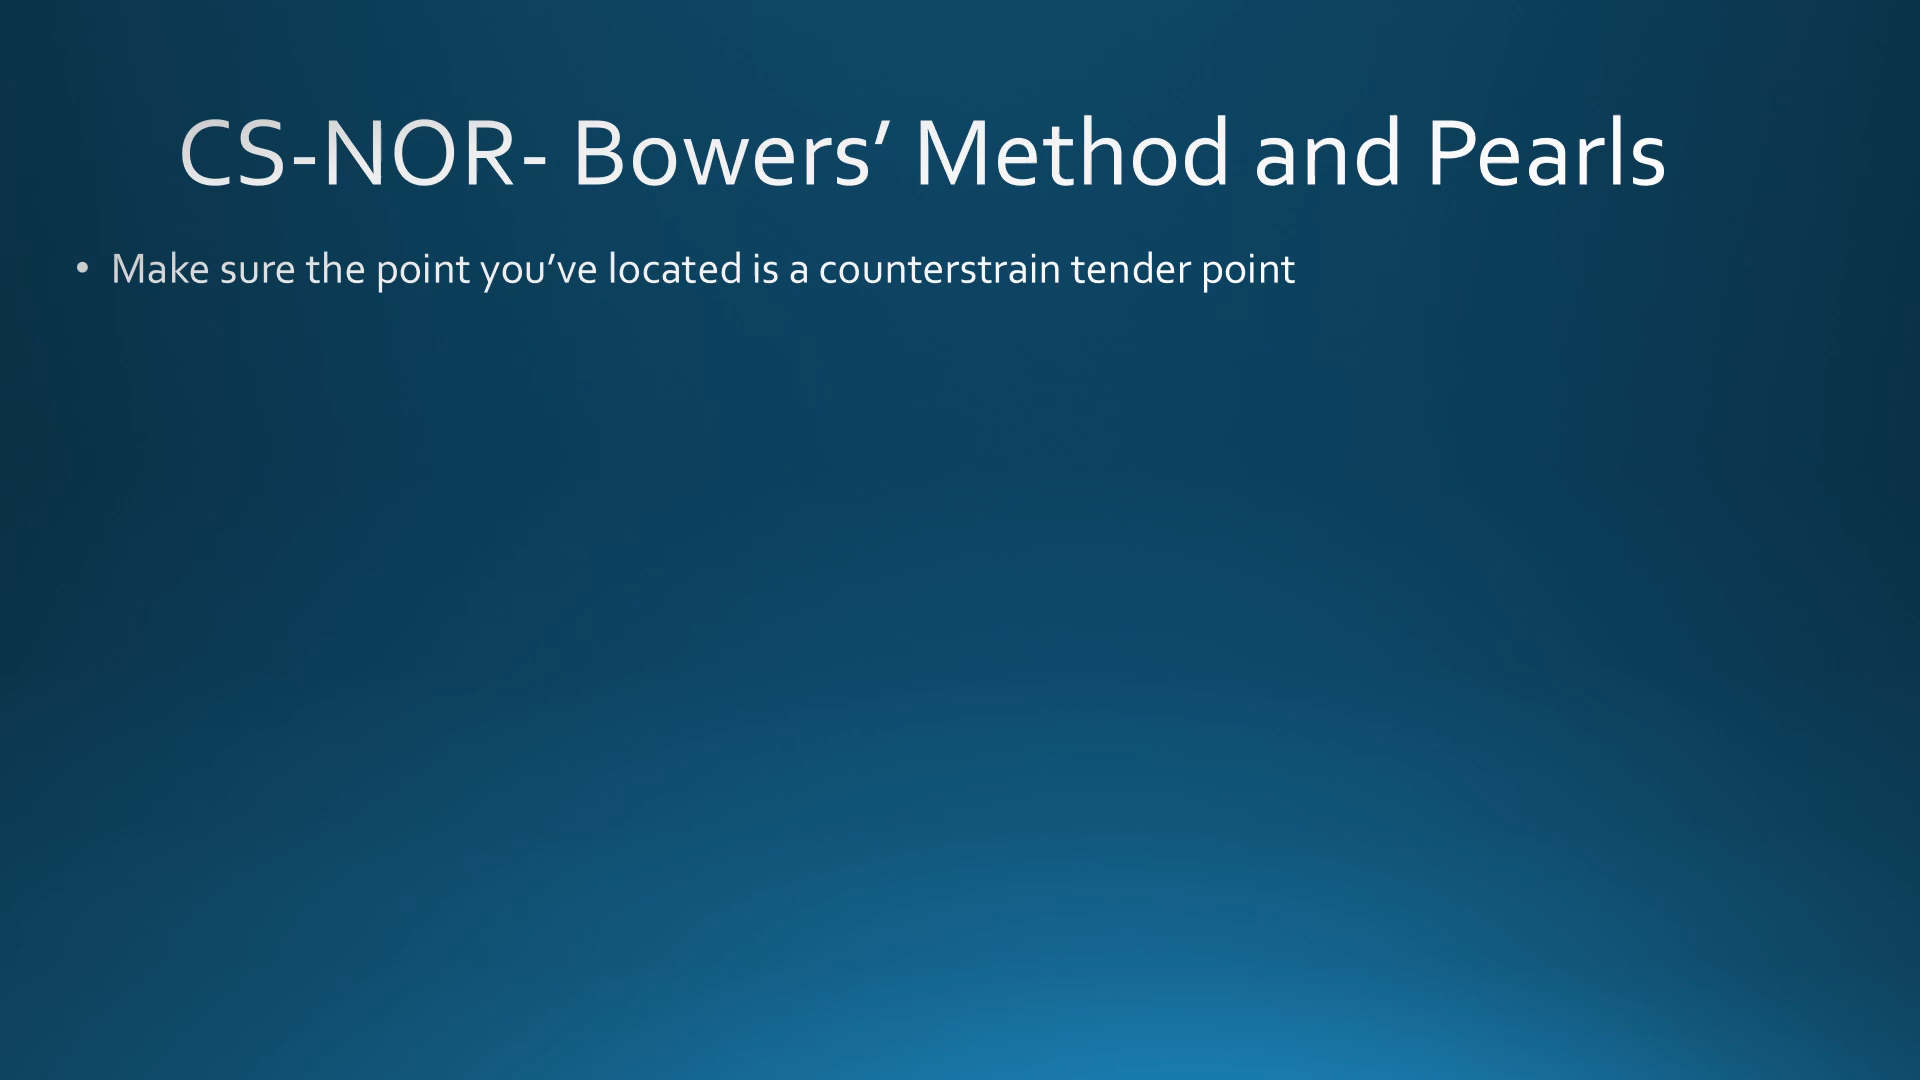 CS-NOR- Bowers’ Method and Pearls
• Make sure the point you’ve located is a counterstrain tender point